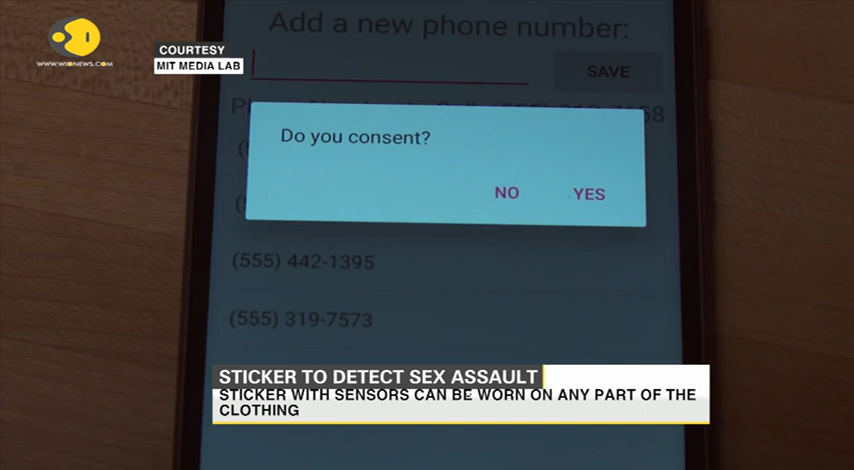 Add a new phone number:
COURTESY
MIT MEDIA LAB
WWW.WIONEWS.COM
SAVE
Do you consent?
NO
YES
(555) 442-1395
(555) 319-7573
STICKER TO DETECT SEX ASSAULT
STICKER WITH SENSORS CAN BE WORN ON ANY PART OF THE
CLOTHING